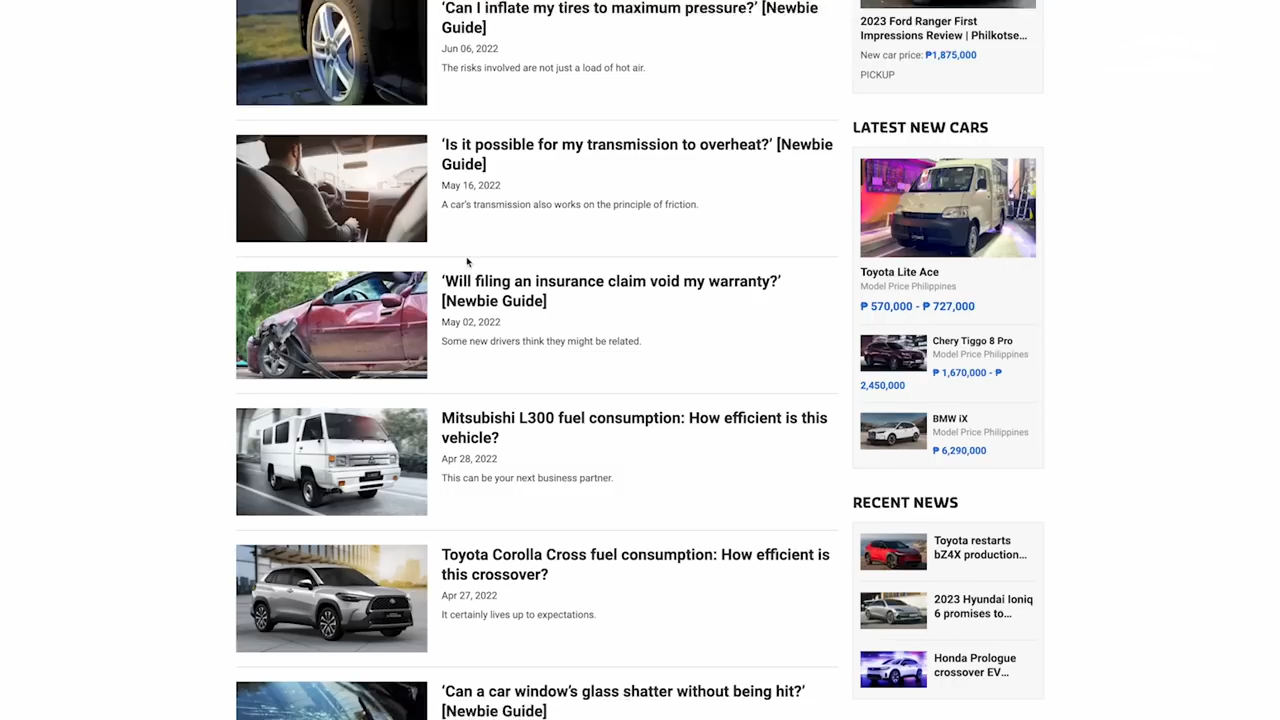 ‘Can I inflate my tires to maximum pressure?’ [Newbie
Guide]
Jun 06, 2022
The risks involved are not just a load of hot air.
‘Is it possible for my transmission to overheat?’ [Newbie
Guide]
May 16, 2022
A car’s transmission also works on the principle of friction.
‘Will filing an insurance claim void my warranty?’
[Newbie Guide]
May 02, 2022
Some new drivers think they might be related.
Mitsubishi L300 fuel consumption: How efficient is this
vehicle?
Apr 28, 2022
This can be your next business partner.
Toyota Corolla Cross fuel consumption: How efficient is
this crossover?
Apr 27, 2022
It certainly lives up to expectations.
‘Can a car window’s glass shatter without being hit?’
[Newbie Guide]
2023 Ford Ranger First
Impressions Review | Philkotse...
New car price: ₱1,875,000
PICKUP
LATEST NEW CARS
Toyota Lite Ace
Model Price Philippines
₱ 570,000 - ₱ 727,000
Chery Tiggo 8 Pro
Model Price Philippines
₱ 1,670,000 - ₱
2,450,000
BMW iX
Model Price Philippines
₱ 6,290,000
RECENT NEWS
Toyota restarts
bZ4X production...
2023 Hyundai Ioniq
6 promises to...
Honda Prologue
crossover EV...